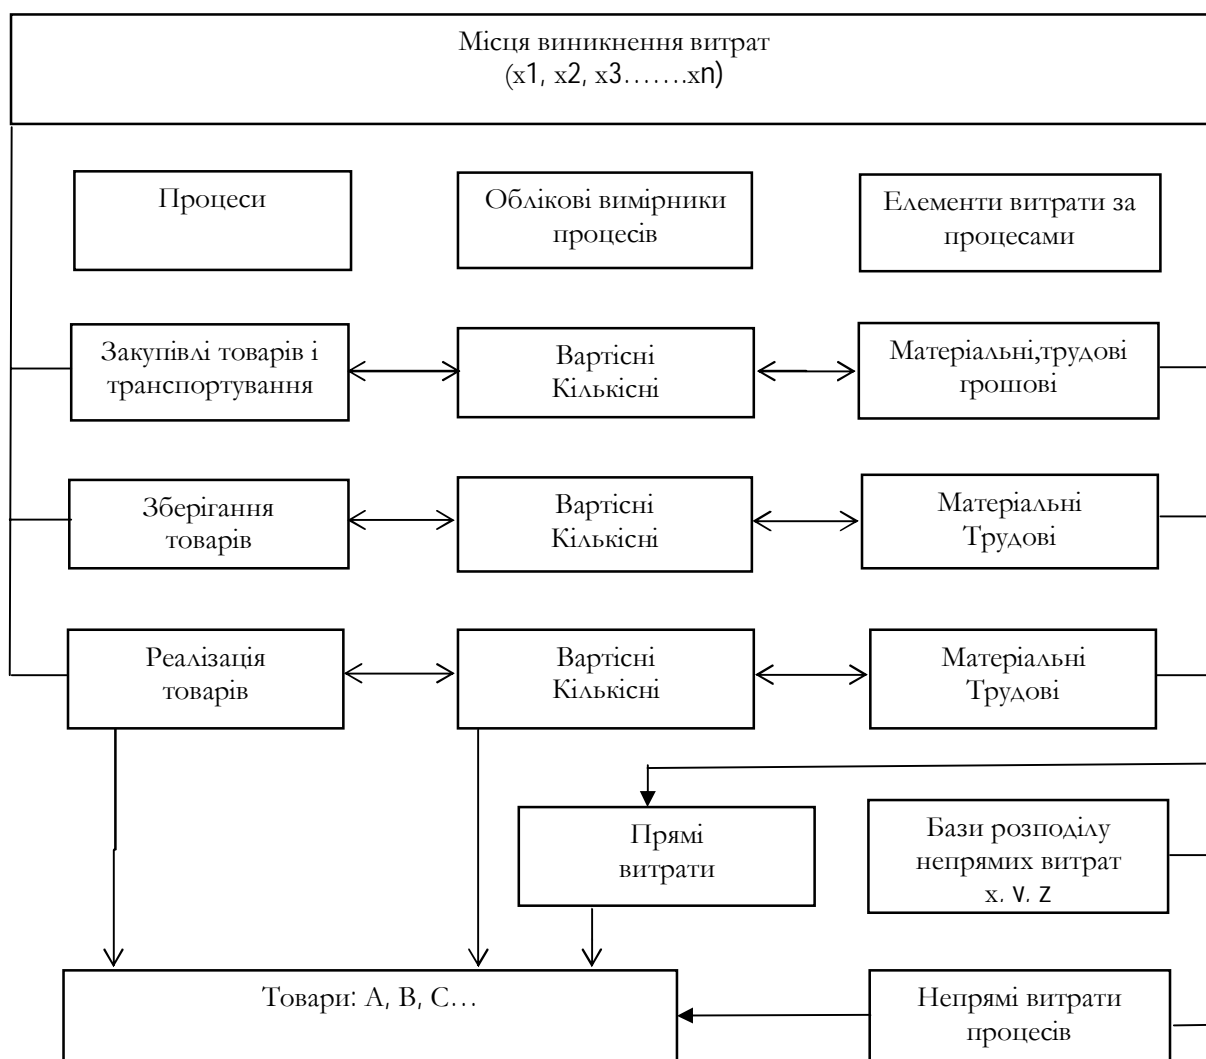 Місця виникнення витрат
(x1, x2, x3…….xn)
Процеси
Облікові вимірники
процесів
Елементи витрати за
процесами
Закупівлі товарів і
транспортування
Вартісні
Кількісні
Матеріальні,трудові
грошові
Зберігання
товарів
Вартісні
Кількісні
Матеріальні
Трудові
Реалізація
товарів
Вартісні
Кількісні
Матеріальні
Трудові
Прямі
витрати
Бази розподілу
непрямих витрат
x, y, z
Товари: A, B, C…
Непрямі витрати
процесів